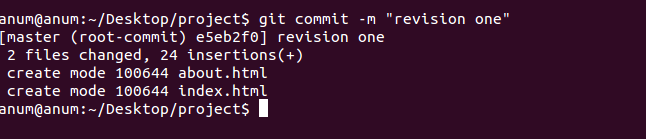 anum@anum:~/Desktop/project$ git commit -m "revision one"
[master (root-commit) e5eb2f0] revision one
 2 files changed, 24 insertions(+)
 create mode 100644 about.html
 create mode 100644 index.html
anum@anum:~/Desktop/project$